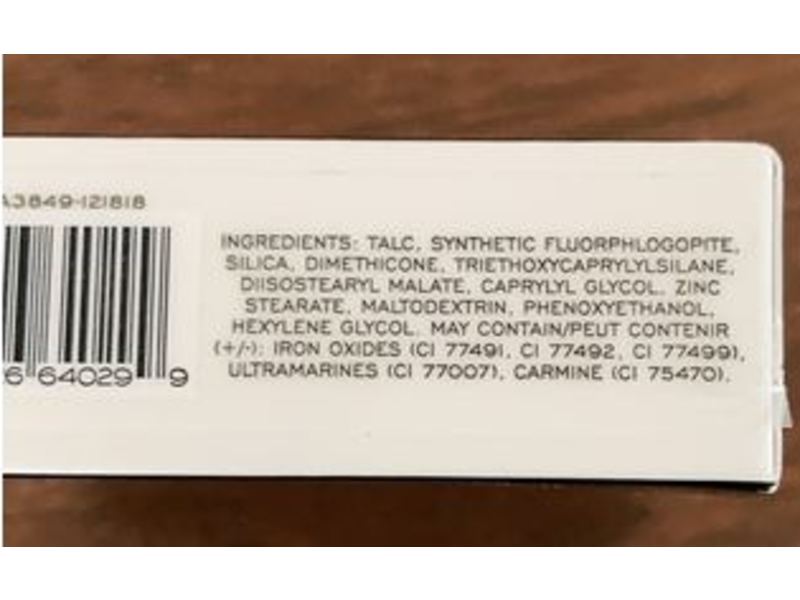 A3849-121818
INGREDIENTS: TALC, SYNTHETIC FLUORPHLOGOPITE,
SILICA, DIMETHICONE, TRIETHOXYCAPRYLYLSILANE,
DIISOSTEARYL MALATE, CAPRYLYL GLYCOL, ZINC
STEARATE, MALTODEXTRIN, PHENOXYETHANOL,
HEXYLENE GLYCOL. MAY CONTAIN/PEUT CONTENIR
(+/-): IRON OXIDES (CI 77491, CI 77492, CI 77499),
ULTRAMARINES (CI 77007), CARMINE (CI 75470).
6 64029 9